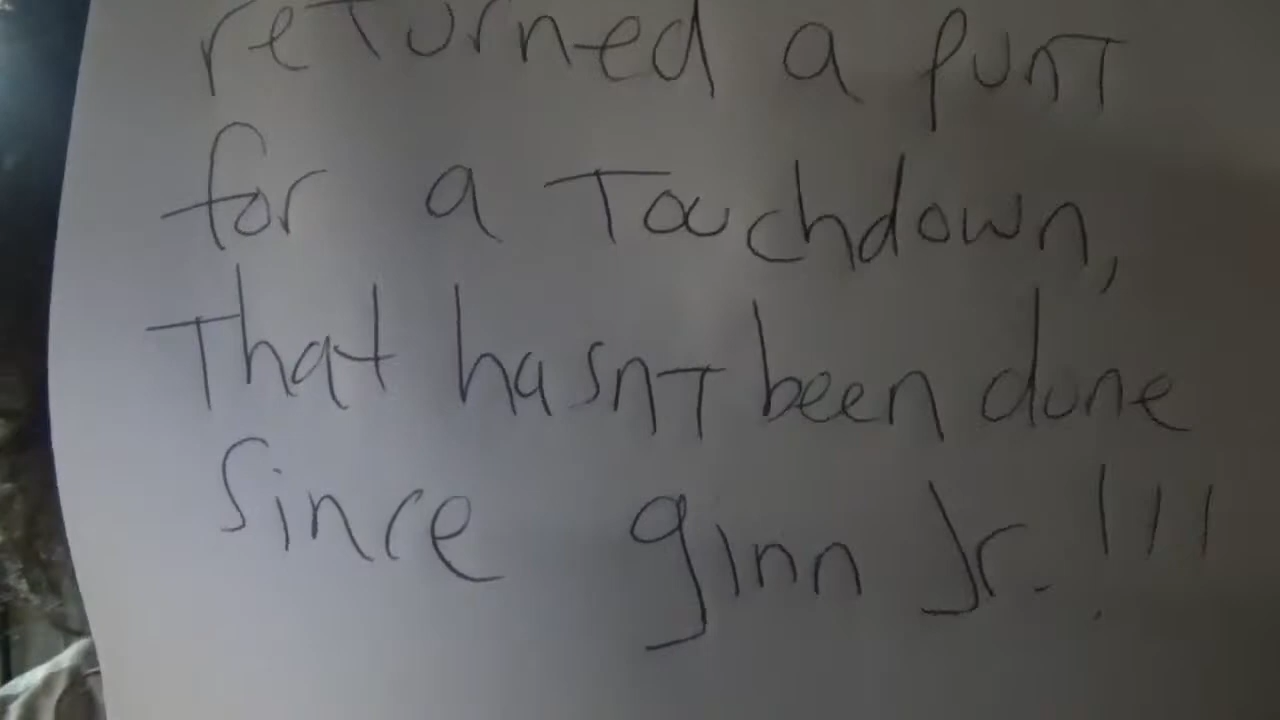 returned a punt
for a Touchdown,
That hasnt been done
Since ginn Jr. !!!